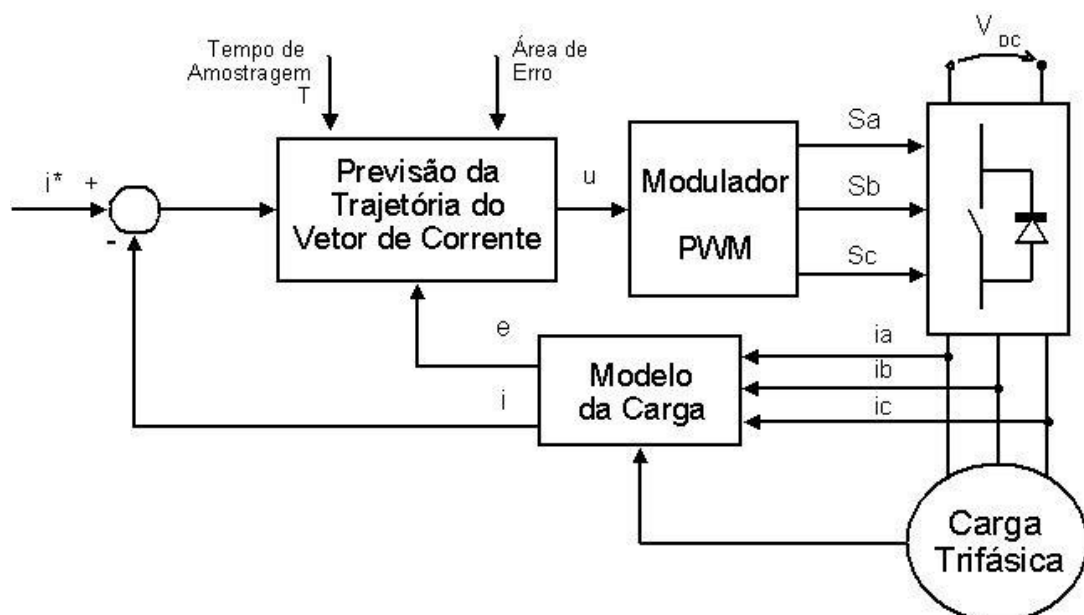 V DC
Tempo de
Amostragem
T
Área de
Erro
i* +
-
Previsão da
Trajetória do
Vetor de Corrente
u
Modulador
PWM
Sa
Sb
Sc
e
i
Modelo
da Carga
ia
ib
ic
Carga
Trifásica